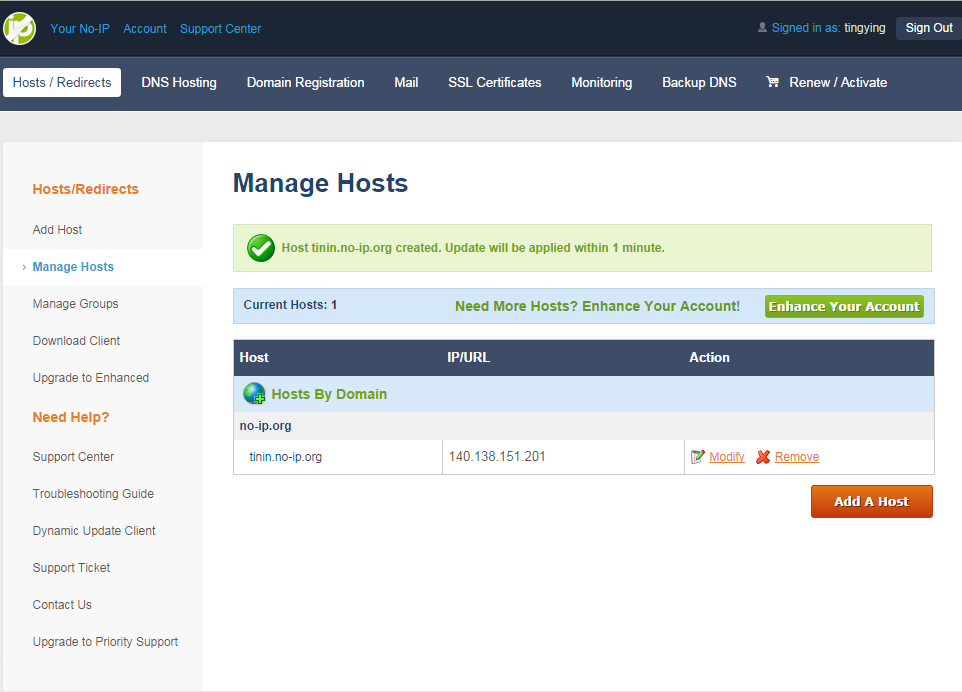 ip
Your No-IP Account Support Center
Signed in as: tingying Sign Out
Hosts / Redirects DNS Hosting Domain Registration Mail SSL Certificates Monitoring Backup DNS Renew / Activate
Hosts/Redirects
Add Host
Manage Hosts
Manage Groups
Download Client
Upgrade to Enhanced
Need Help?
Support Center
Troubleshooting Guide
Dynamic Update Client
Support Ticket
Contact Us
Upgrade to Priority Support
Manage Hosts
Host tinin.no-ip.org created. Update will be applied within 1 minute.
Current Hosts: 1 Need More Hosts? Enhance Your Account! Enhance Your Account
Host IP/URL Action
Hosts By Domain
no-ip.org
tinin.no-ip.org 140.138.151.201 Modify Remove
Add A Host